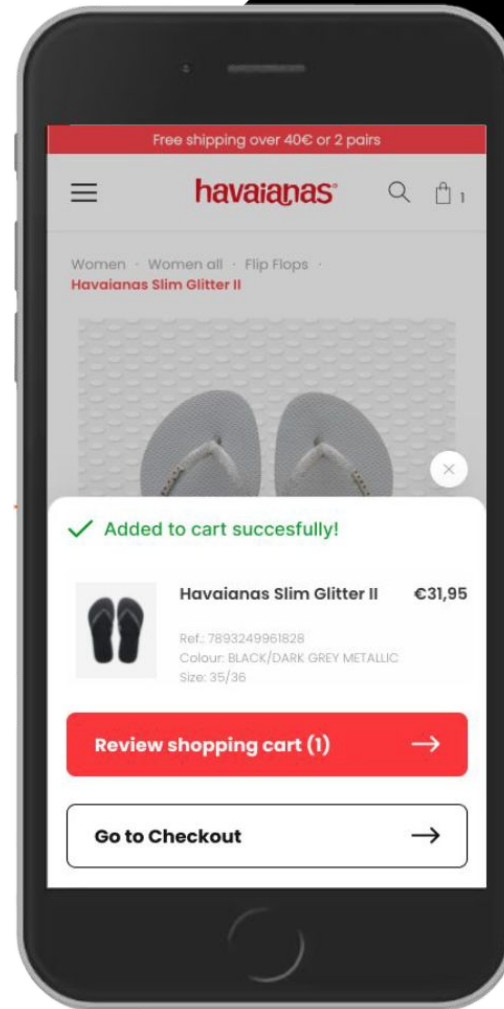 Free shipping over 40€ or 2 pairs
havaianas
1
Women · Women all · Flip Flops ·
Havaianas Slim Glitter II
Added to cart succesfully!
Havaianas Slim Glitter II €31,95
Ref.: 7893249961828
Colour: BLACK/DARK GREY METALLIC
Size: 35/36
Review shopping cart (1)
Go to Checkout